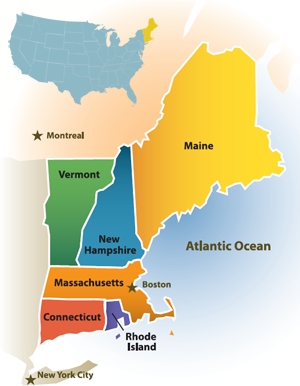 Montreal
Maine
Vermont
New
Hampshire
Atlantic Ocean
Massachusetts
Boston
Connecticut
Rhode
Island
New York City